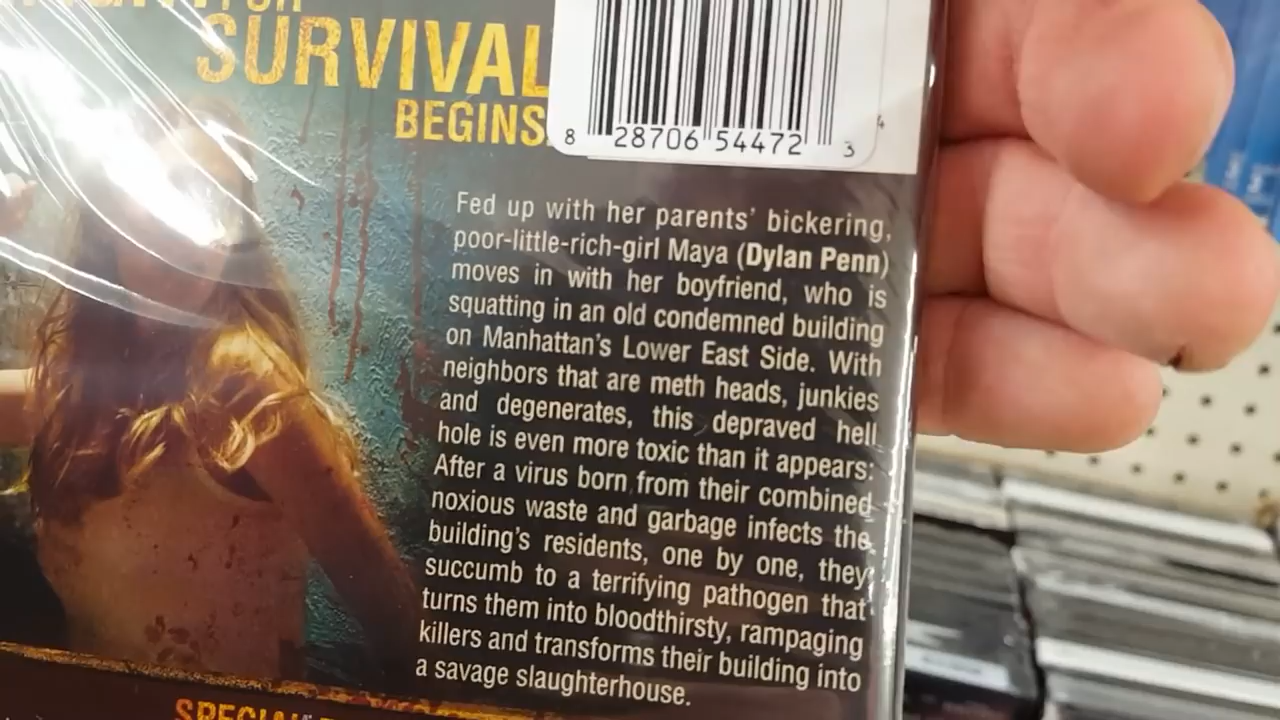 SURVIVAL
BEGINS
8 28706 54472 3
4
Fed up with her parents' bickering,
poor-little-rich-girl Maya (Dylan Penn)
moves in with her boyfriend, who is
squatting in an old condemned building
on Manhattan's Lower East Side. With
neighbors that are meth heads, junkies
and degenerates, this depraved hell
hole is even more toxic than it appears:
After a virus born from their combined
noxious waste and garbage infects the
building's residents, one by one, they
succumb to a terrifying pathogen that
turns them into bloodthirsty, rampaging
killers and transforms their building into
a savage slaughterhouse.
SPECIAL